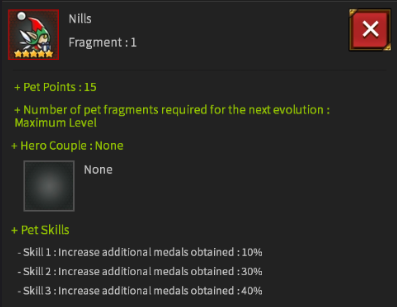 Nills
Fragment : 1
+ Pet Points : 15
+ Number of pet fragments required for the next evolution :
Maximum Level
+ Hero Couple : None
None
+ Pet Skills
- Skill 1 : Increase additional medals obtained : 10%
- Skill 2 : Increase additional medals obtained : 30%
- Skill 3 : Increase additional medals obtained : 40%